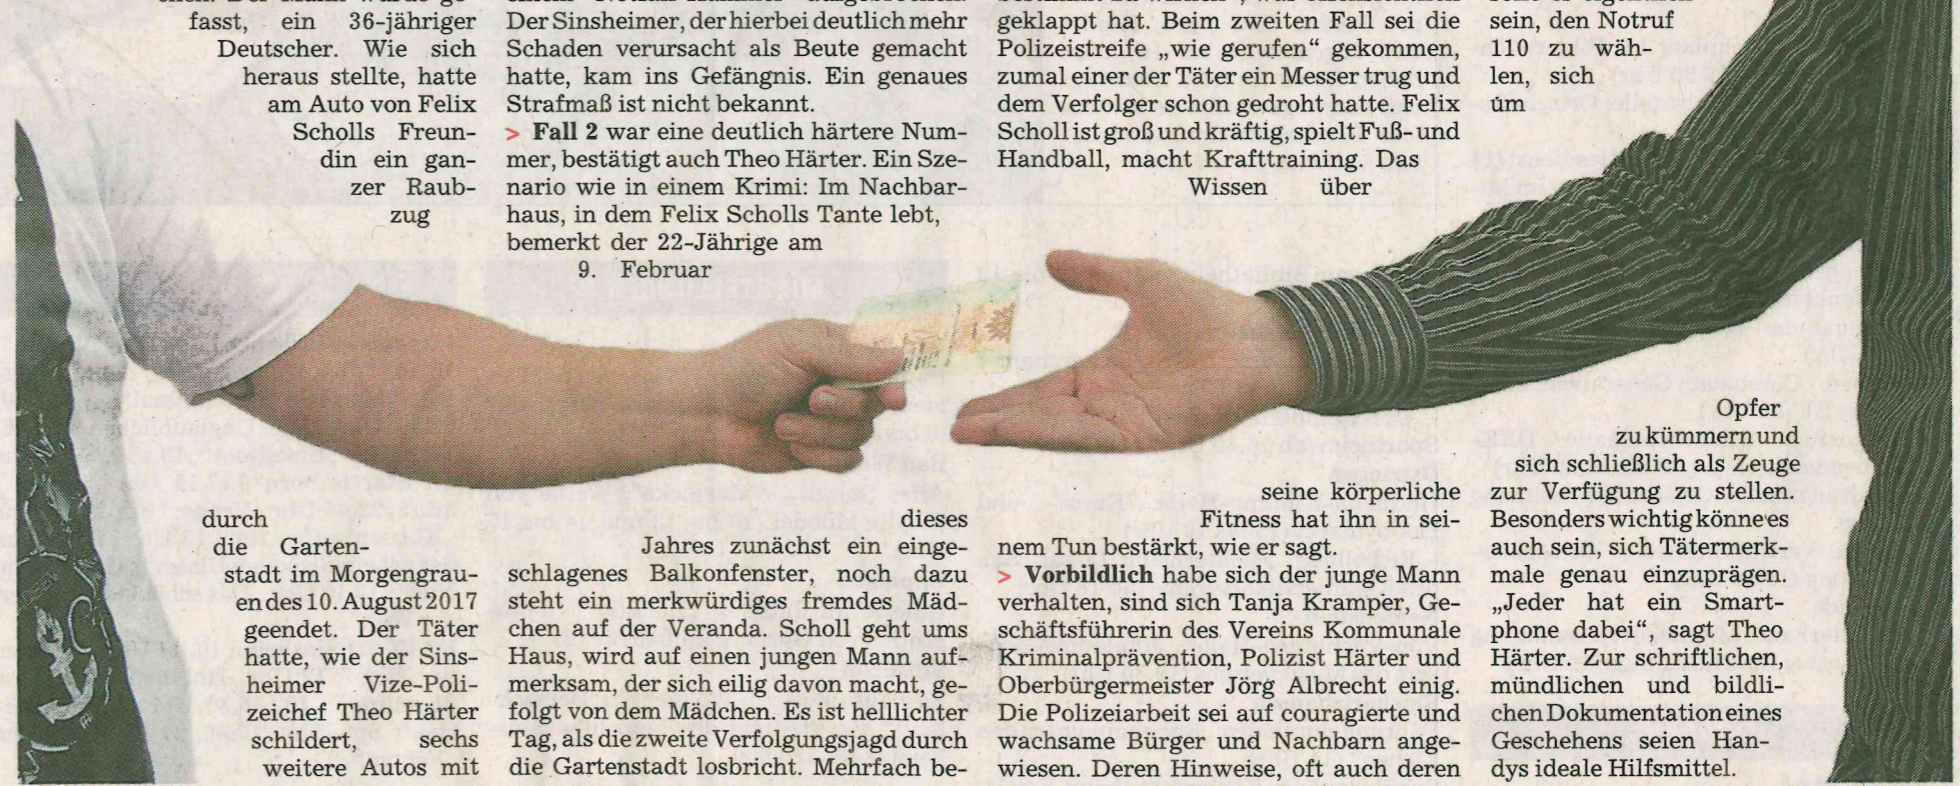 fasst, ein 36-jähriger
Deutscher. Wie sich
heraus stellte, hatte
am Auto von Felix
Scholls Freun-
din ein gan-
zer Raub-
zug
durch
die Garten-
stadt im Morgengrau-
en des 10. August 2017
geendet. Der Täter
hatte, wie der Sins-
heimer Vize-Poli-
zeichef Theo Härter
schildert, sechs
weitere Autos mit
Der Sinsheimer, der hierbei deutlich mehr
Schaden verursacht als Beute gemacht
hatte, kam ins Gefängnis. Ein genaues
Strafmaß ist nicht bekannt.
> Fall 2 war eine deutlich härtere Num-
mer, bestätigt auch Theo Härter. Ein Sze-
nario wie in einem Krimi: Im Nachbar-
haus, in dem Felix Scholls Tante lebt,
bemerkt der 22-Jährige am
9. Februar
dieses
Jahres zunächst ein einge-
schlagenes Balkonfenster, noch dazu
steht ein merkwürdiges fremdes Mäd-
chen auf der Veranda. Scholl geht ums
Haus, wird auf einen jungen Mann auf-
merksam, der sich eilig davon macht, ge-
folgt von dem Mädchen. Es ist helllichter
Tag, als die zweite Verfolgungsjagd durch
die Gartenstadt losbricht. Mehrfach be-
geklappt hat. Beim zweiten Fall sei die
Polizeistreife „wie gerufen“ gekommen,
zumal einer der Täter ein Messer trug und
dem Verfolger schon gedroht hatte. Felix
Scholl ist groß und kräftig, spielt Fuß- und
Handball, macht Krafttraining. Das
Wissen über
seine körperliche
Fitness hat ihn in sei-
nem Tun bestärkt, wie er sagt.
> Vorbildlich habe sich der junge Mann
verhalten, sind sich Tanja Kramper, Ge-
schäftsführerin des Vereins Kommunale
Kriminalprävention, Polizist Härter und
Oberbürgermeister Jörg Albrecht einig.
Die Polizeiarbeit sei auf couragierte und
wachsame Bürger und Nachbarn ange-
wiesen. Deren Hinweise, oft auch deren
sein, den Notruf
110 zu wäh-
len, sich
um
Opfer
zu kümmern und
sich schließlich als Zeuge
zur Verfügung zu stellen.
Besonders wichtig könne es
auch sein, sich Tätermerk-
male genau einzuprägen.
„Jeder hat ein Smart-
phone dabei“, sagt Theo
Härter. Zur schriftlichen,
mündlichen und bildli-
chen Dokumentation eines
Geschehens seien Han-
dys ideale Hilfsmittel.